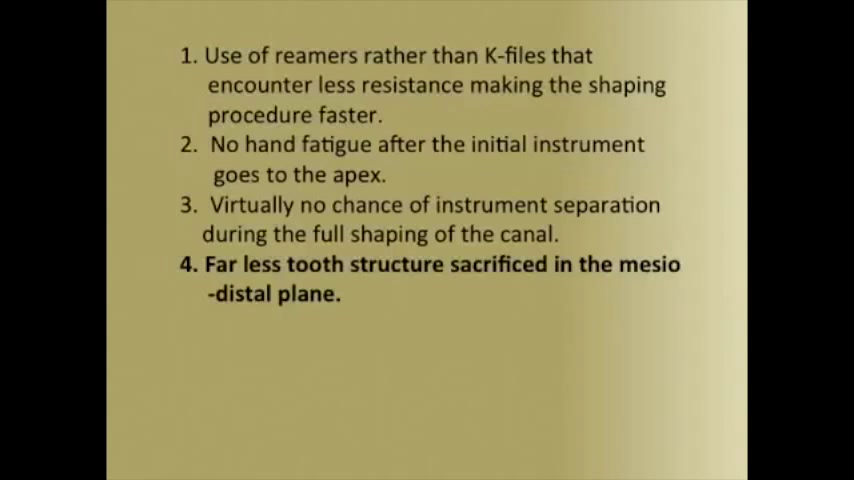 1. Use of reamers rather than K-files that
encounter less resistance making the shaping
procedure faster.
2. No hand fatigue after the initial instrument
goes to the apex.
3. Virtually no chance of instrument separation
during the full shaping of the canal.
4. Far less tooth structure sacrificed in the mesio
-distal plane.